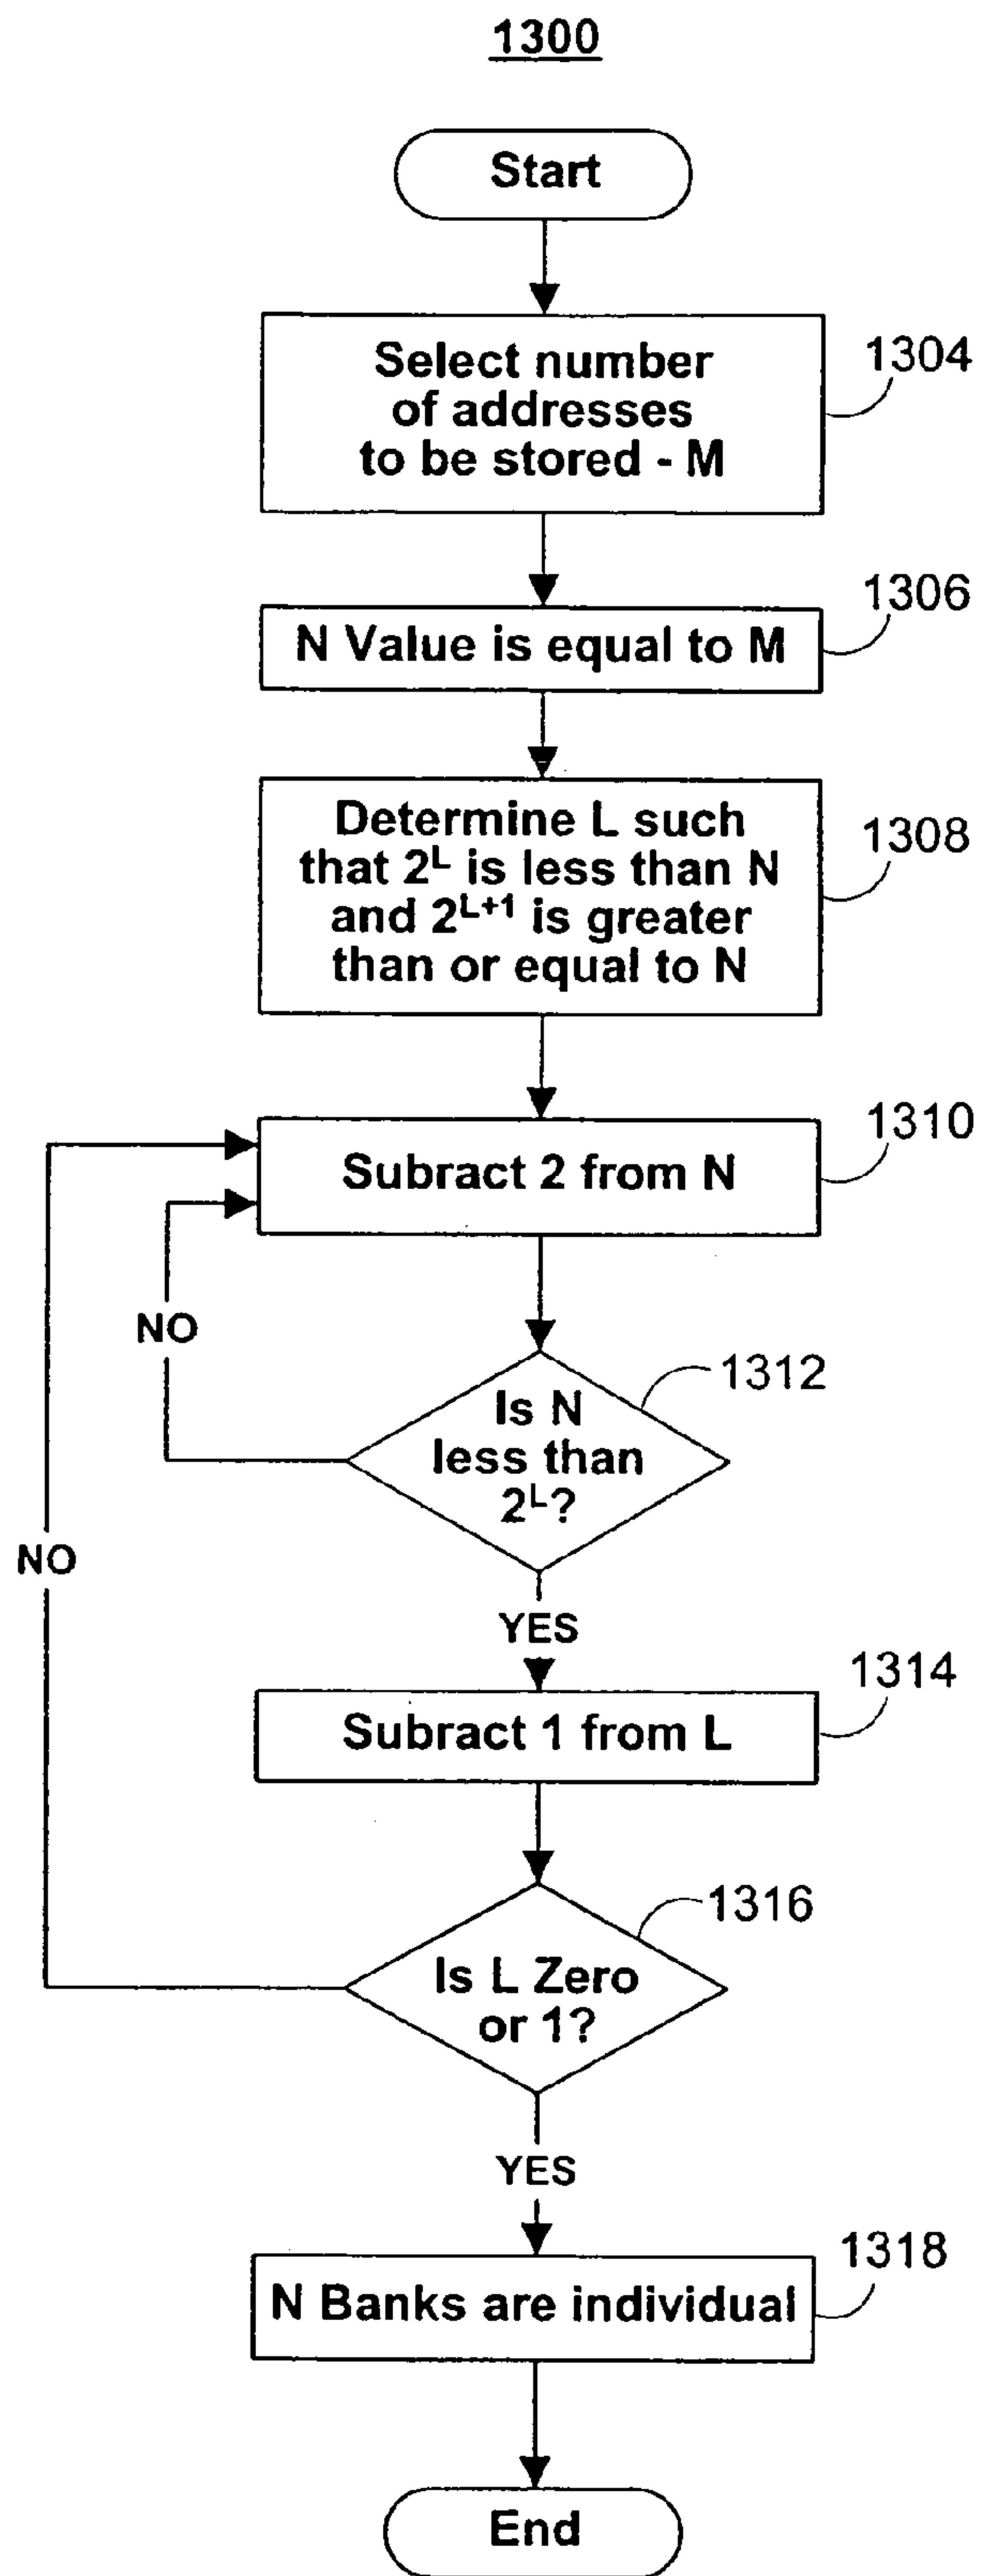 1300
Start
Select number
of addresses
to be stored - M
1304
N Value is equal to M
1306
Determine L such
that 2^L is less than N
and 2^L+1 is greater
than or equal to N
1308
Subract 2 from N
1310
NO
Is N
less than
2^L?
1312
NO
YES
Subract 1 from L
1314
Is L Zero
or 1?
1316
YES
N Banks are individual
1318
End